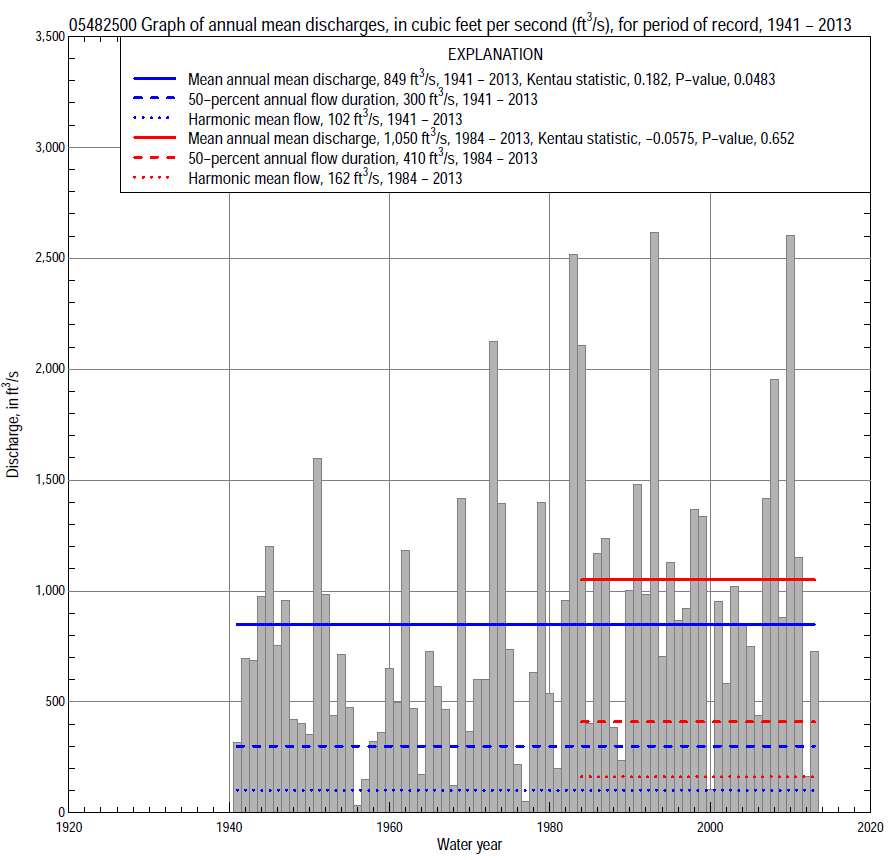 05482500 Graph of annual mean discharges, in cubic feet per second (ft³/s), for period of record, 1941 – 2013
EXPLANATION
Mean annual mean discharge, 849 ft³/s, 1941 – 2013, Kentau statistic, 0.182, P–value, 0.0483
50–percent annual flow duration, 300 ft³/s, 1941 – 2013
Harmonic mean flow, 102 ft³/s, 1941 – 2013
Mean annual mean discharge, 1,050 ft³/s, 1984 – 2013, Kentau statistic, –0.0575, P–value, 0.652
50–percent annual flow duration, 410 ft³/s, 1984 – 2013
Harmonic mean flow, 162 ft³/s, 1984 – 2013
3,500
3,000
2,500
2,000
1,500
1,000
500
0
Discharge, in ft³/s
1920 1940 1960 1980 2000 2020
Water year